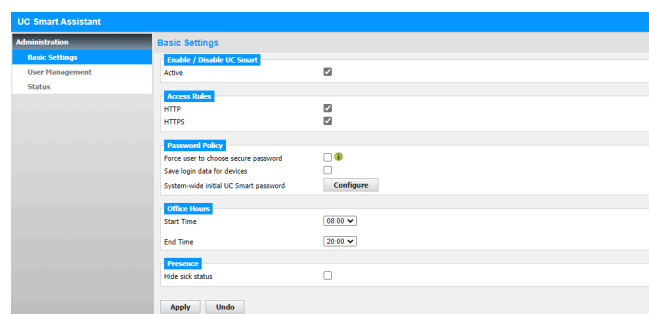 UC Smart Assistant
Administration
Basic Settings
User Management
Status
Basic Settings
Enable / Disable UC Smart
Active
Access Rules
HTTP
HTTPS
Password Policy
Force user to choose secure password
Save login data for devices
System-wide initial UC Smart password Configure
Office Hours
Start Time 08:00
End Time 20:00
Presence
Hide sick status
Apply Undo